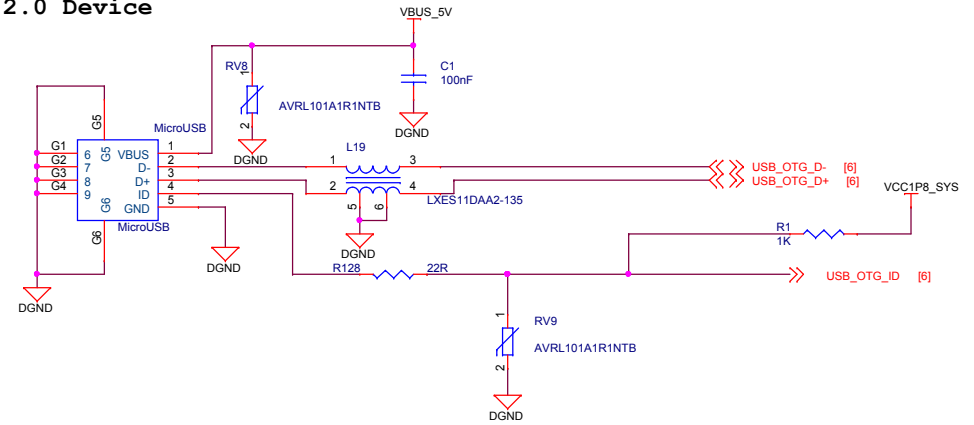 2.0 Device
VBUS_5V
RV8
1
2
AVRL101A1R1NTB
DGND
C1
100nF
DGND
MicroUSB
G5
G1
G2
G3
G4
6
7
8
9
G5
G6
VBUS
D-
D+
ID
GND
1
2
3
4
5
MicroUSB
G6
DGND
DGND
L19
1
2
3
4
5
6
LXES11DAA2-135
DGND
USB_OTG_D- [6]
USB_OTG_D+ [6]
VCC1P8_SYS
R1
1K
R128
22R
USB_OTG_ID [6]
1
2
RV9
AVRL101A1R1NTB
DGND